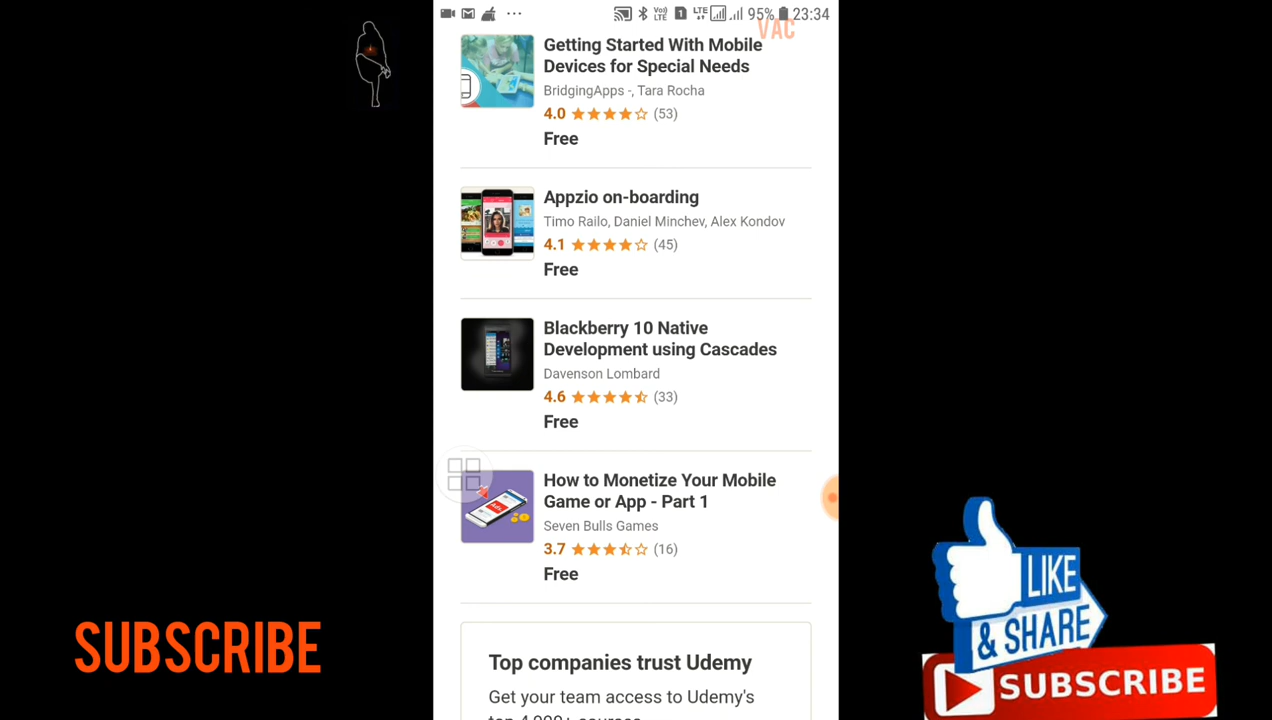 95% 23:34
VAC
Getting Started With Mobile
Devices for Special Needs
BridgingApps -, Tara Rocha
4.0 (53)
Free
Appzio on-boarding
Timo Railo, Daniel Minchev, Alex Kondov
4.1 (45)
Free
Blackberry 10 Native
Development using Cascades
Davenson Lombard
4.6 (33)
Free
How to Monetize Your Mobile
Game or App - Part 1
Seven Bulls Games
3.7 (16)
Free
Top companies trust Udemy
Get your team access to Udemy's
SUBSCRIBE
LIKE
& SHARE
SUBSCRIBE